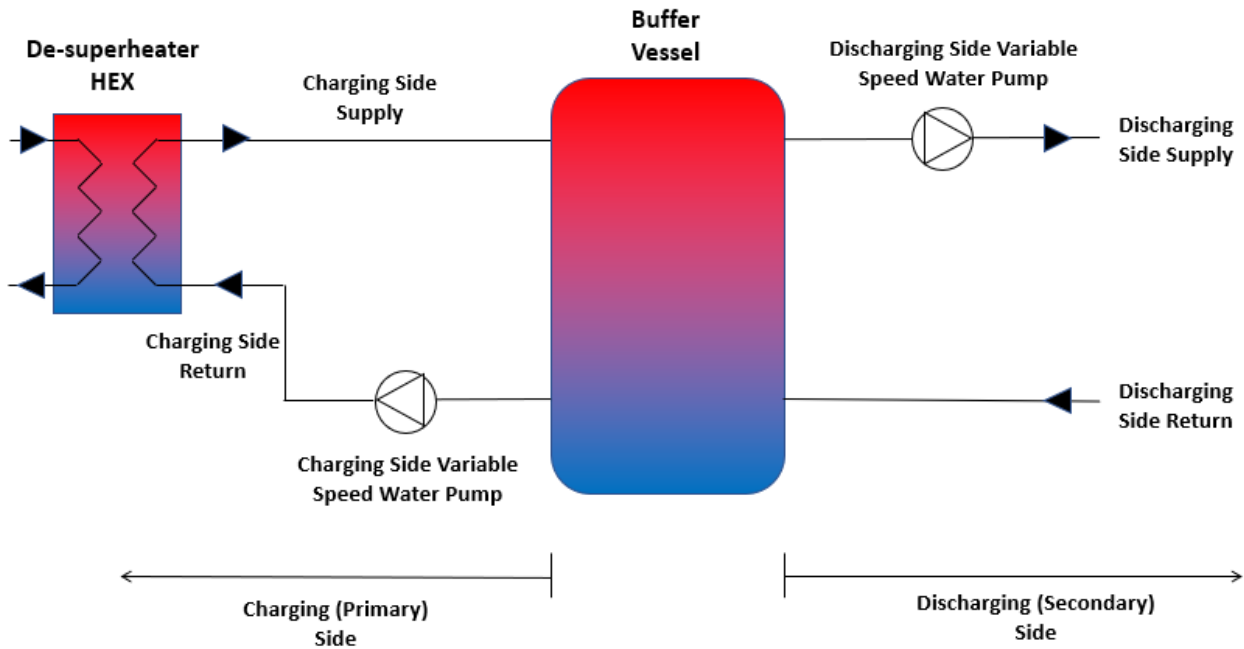 Buffer
Vessel
De-superheater
HEX
Charging Side
Supply
Discharging Side Variable
Speed Water Pump
Discharging
Side Supply
Charging Side
Return
Discharging
Side Return
Charging Side Variable
Speed Water Pump
Charging (Primary)
Side
Discharging (Secondary)
Side